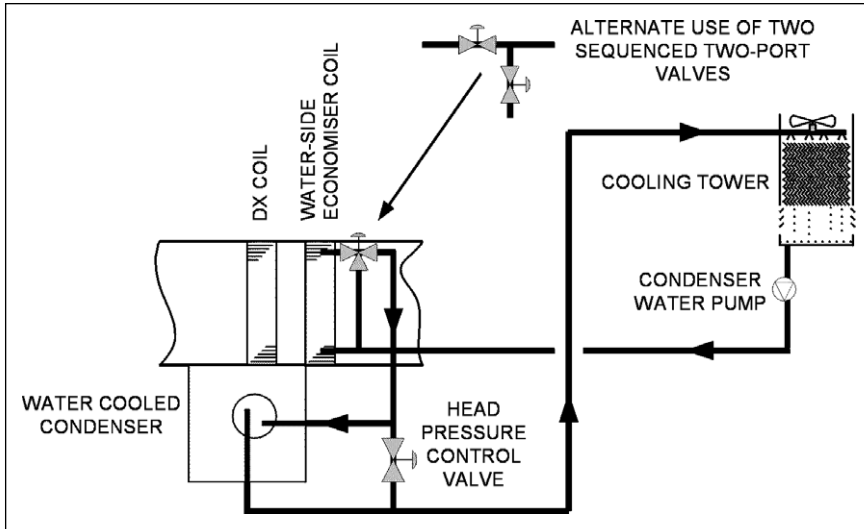 ALTERNATE USE OF TWO
SEQUENCED TWO-PORT
VALVES
DX COIL
WATER-SIDE
ECONOMISER COIL
COOLING TOWER
CONDENSER
WATER PUMP
WATER COOLED
CONDENSER
HEAD
PRESSURE
CONTROL
VALVE